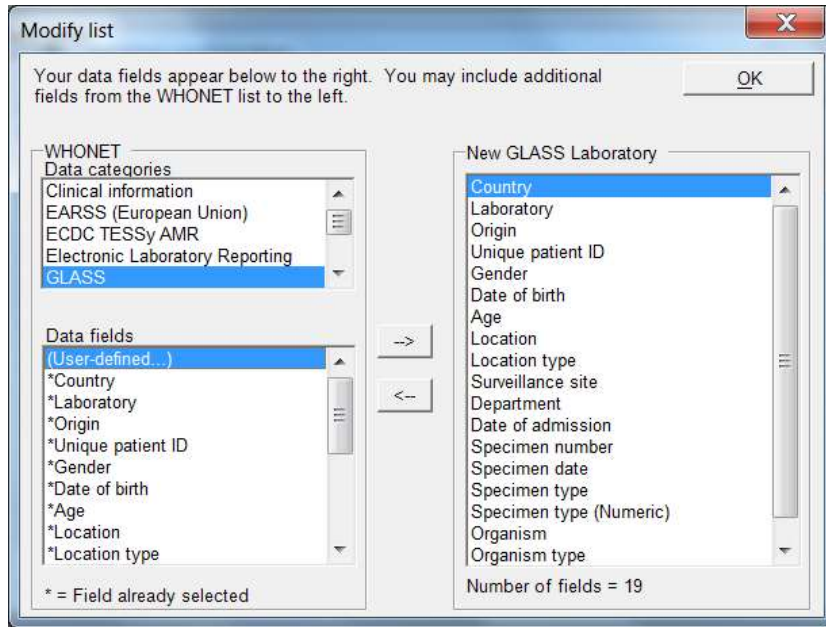 Modify list
X
Your data fields appear below to the right. You may include additional
fields from the WHONET list to the left.
OK
WHONET
Data categories
Clinical information
EARSS (European Union)
ECDC TESSy AMR
Electronic Laboratory Reporting
GLASS
Data fields
(User-defined...)
*Country
*Laboratory
*Origin
*Unique patient ID
*Gender
*Date of birth
*Age
*Location
*Location type
* = Field already selected
-->
<--
New GLASS Laboratory
Country
Laboratory
Origin
Unique patient ID
Gender
Date of birth
Age
Location
Location type
Surveillance site
Department
Date of admission
Specimen number
Specimen date
Specimen type
Specimen type (Numeric)
Organism
Organism type
Number of fields = 19